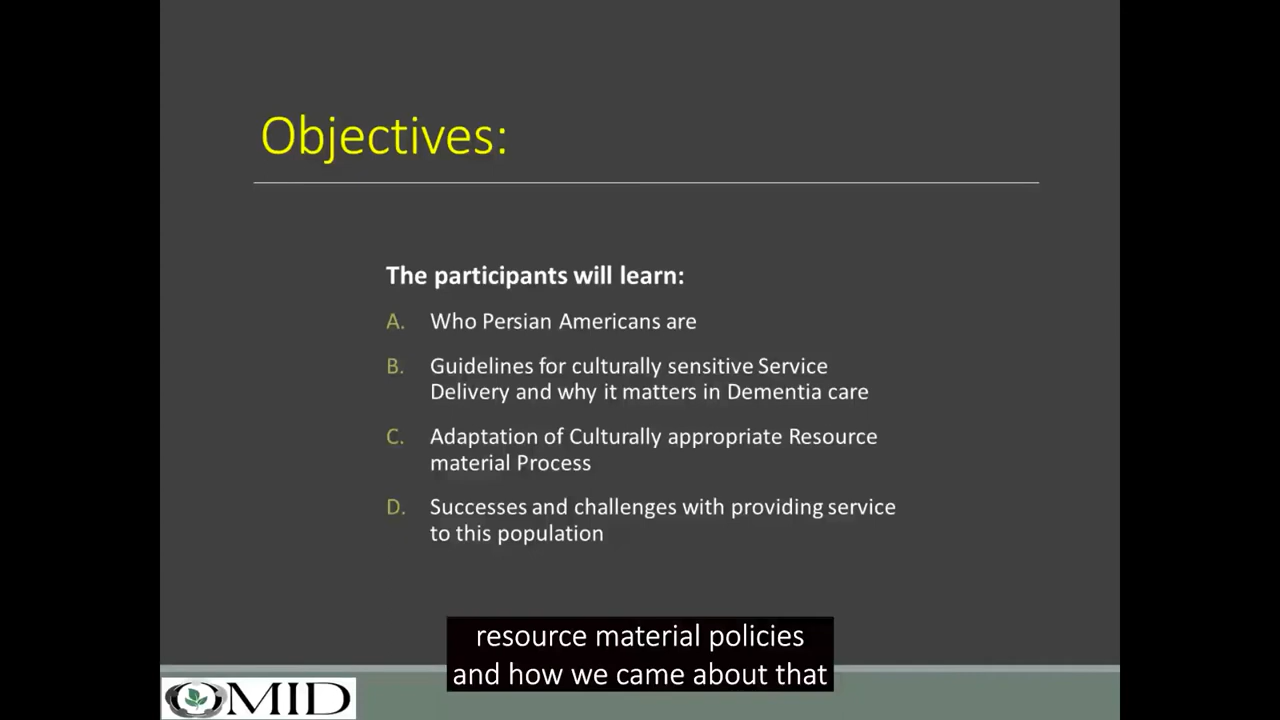 Objectives:
The participants will learn:
A. Who Persian Americans are
B. Guidelines for culturally sensitive Service
Delivery and why it matters in Dementia care
C. Adaptation of Culturally appropriate Resource
material Process
D. Successes and challenges with providing service
to this population
resource material policies
and how we came about that
OMID